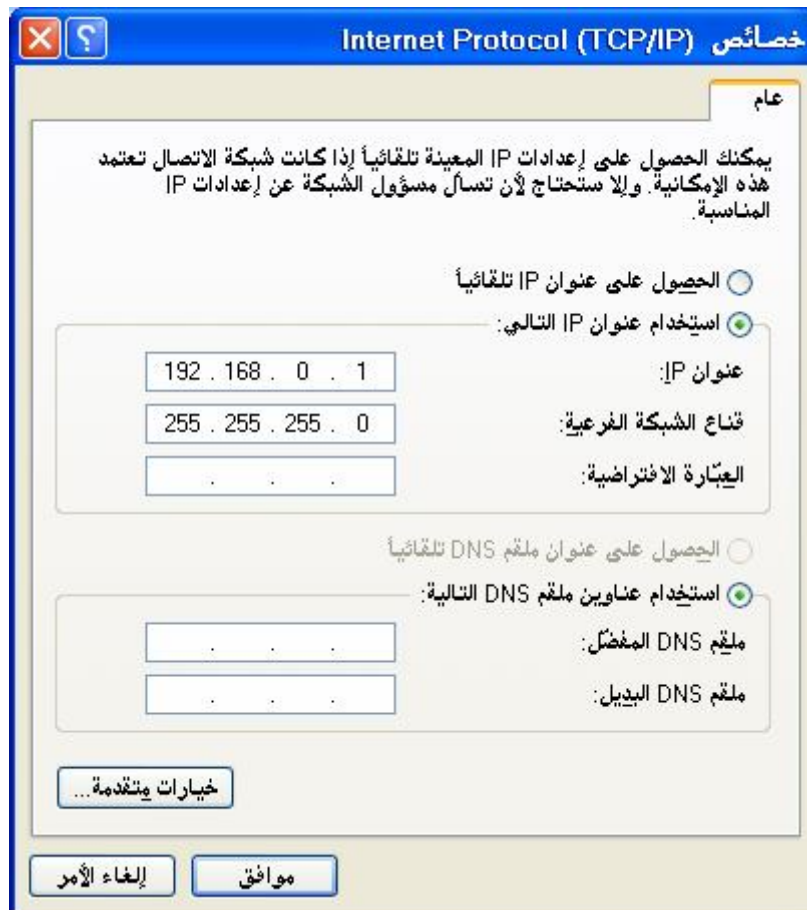 خصائص Internet Protocol (TCP/IP)
عام
يمكنك الحصول على إعدادات IP المعينة تلقائياً إذا كانت شبكة الاتصال تعتمد
هذه الإمكانية. وإلا ستحتاج لأن تسأل مسؤول الشبكة عن إعدادات IP
المناسبة.
الحصول على عنوان IP تلقائياً
استخدام عنوان IP التالي:
عنوان IP: 192 . 168 . 0 . 1
قناع الشبكة الفرعية: 255 . 255 . 255 . 0
العبّارة الافتراضية: . . .
الحصول على عنوان ملقم DNS تلقائياً
استخدام عناوين ملقم DNS التالية:
ملقم DNS المفضّل: . . .
ملقم DNS البديل: . . .
خيارات متقدمة...
موافق إلغاء الأمر